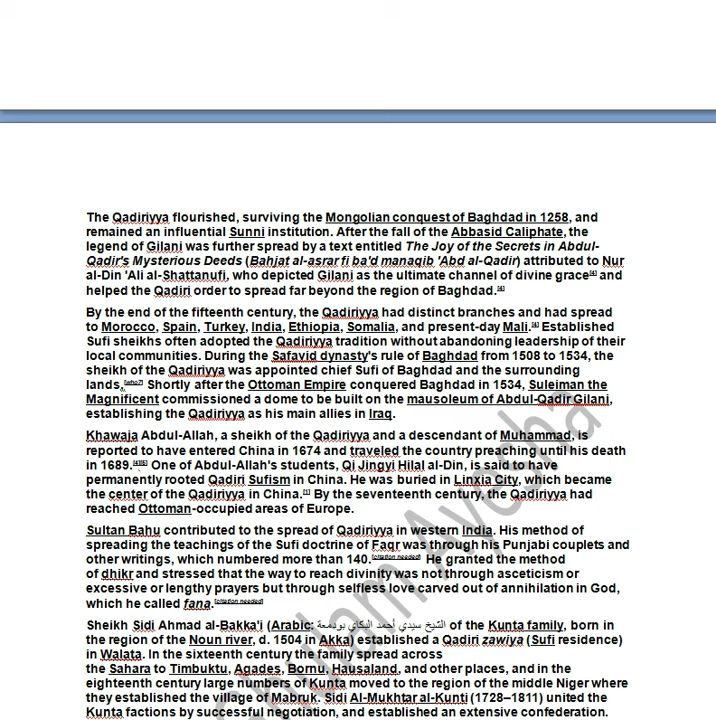 The Qadiriyya flourished, surviving the Mongolian conquest of Baghdad in 1258, and
remained an influential Sunni institution. After the fall of the Abbasid Caliphate, the
legend of Gilani was further spread by a text entitled The Joy of the Secrets in Abdul-
Qadir's Mysterious Deeds (Bahjat al-asrar fi ba'd manaqib 'Abd al-Qadir) attributed to Nur
al-Din 'Ali al-Shattanufi, who depicted Gilani as the ultimate channel of divine grace[4] and
helped the Qadiri order to spread far beyond the region of Baghdad.[4]
By the end of the fifteenth century, the Qadiriyya had distinct branches and had spread
to Morocco, Spain, Turkey, India, Ethiopia, Somalia, and present-day Mali.[4] Established
Sufi sheikhs often adopted the Qadiriyya tradition without abandoning leadership of their
local communities. During the Safavid dynasty's rule of Baghdad from 1508 to 1534, the
sheikh of the Qadiriyya was appointed chief Sufi of Baghdad and the surrounding
lands.[who?] Shortly after the Ottoman Empire conquered Baghdad in 1534, Suleiman the
Magnificent commissioned a dome to be built on the mausoleum of Abdul-Qadir Gilani,
establishing the Qadiriyya as his main allies in Iraq.
Khawaja Abdul-Allah, a sheikh of the Qadiriyya and a descendant of Muhammad, is
reported to have entered China in 1674 and traveled the country preaching until his death
in 1689.[4][6] One of Abdul-Allah's students, Qi Jingyi Hilal al-Din, is said to have
permanently rooted Qadiri Sufism in China. He was buried in Linxia City, which became
the center of the Qadiriyya in China.[1] By the seventeenth century, the Qadiriyya had
reached Ottoman-occupied areas of Europe.
Sultan Bahu contributed to the spread of Qadiriyya in western India. His method of
spreading the teachings of the Sufi doctrine of Faqr was through his Punjabi couplets and
other writings, which numbered more than 140.[citation needed] He granted the method
of dhikr and stressed that the way to reach divinity was not through asceticism or
excessive or lengthy prayers but through selfless love carved out of annihilation in God,
which he called fana.[citation needed]
Sheikh Sidi Ahmad al-Bakka'i (Arabic: الشيخ سيدي أحمد البكاي بودمعة of the Kunta family, born in
the region of the Noun river, d. 1504 in Akka) established a Qadiri zawiya (Sufi residence)
in Walata. In the sixteenth century the family spread across
the Sahara to Timbuktu, Agades, Bornu, Hausaland, and other places, and in the
eighteenth century large numbers of Kunta moved to the region of the middle Niger where
they established the village of Mabruk. Sidi Al-Mukhtar al-Kunti (1728–1811) united the
Kunta factions by successful negotiation, and established an extensive confederation.
Ghulam Ayesha